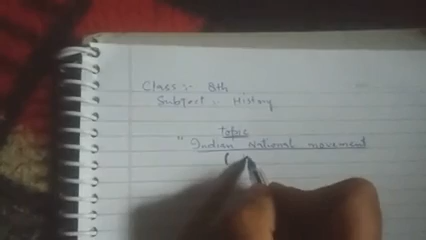 Class :- 8th
Subject :- History
Topic
" Indian National movement
(